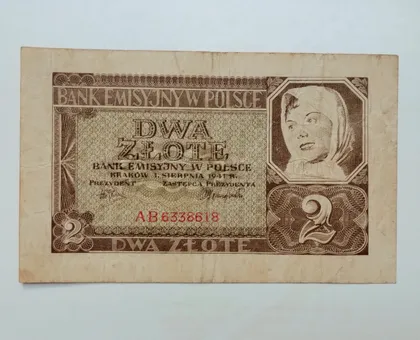 BANK EMISYJNY W POLSCE
DWA
ZŁOTE
BANK EMISYJNY W POLSCE
KRAKÓW 1. SIERPNIA 1941 R.
PREZYDENT ZASTĘPCA PREZYDENTA
AB 6338618
2 2
DWA ZŁOTE